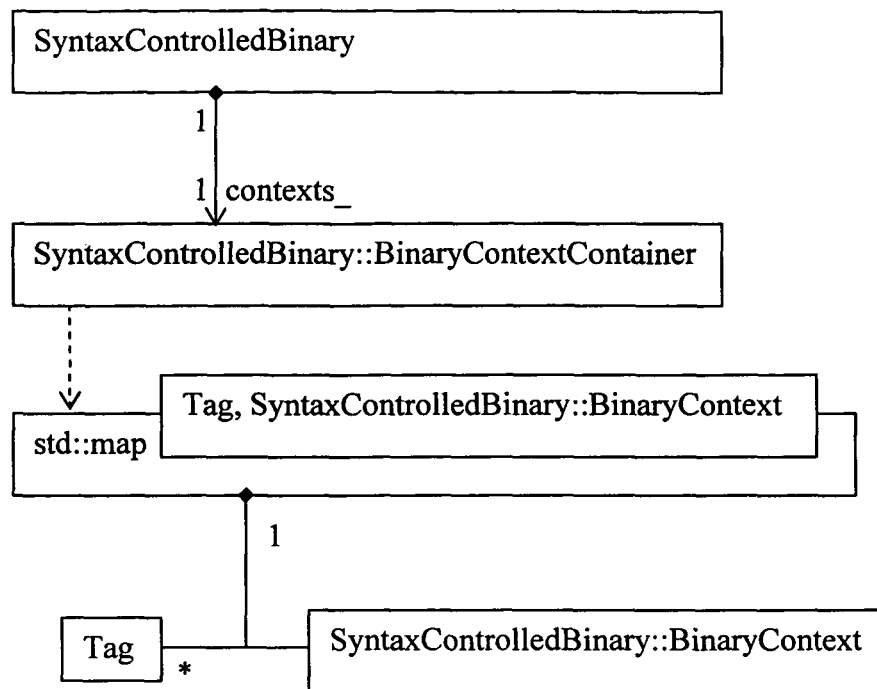 SyntaxControlledBinary
1
1 contexts_
SyntaxControlledBinary::BinaryContextContainer
Tag, SyntaxControlledBinary::BinaryContext
std::map
1
Tag
*
SyntaxControlledBinary::BinaryContext